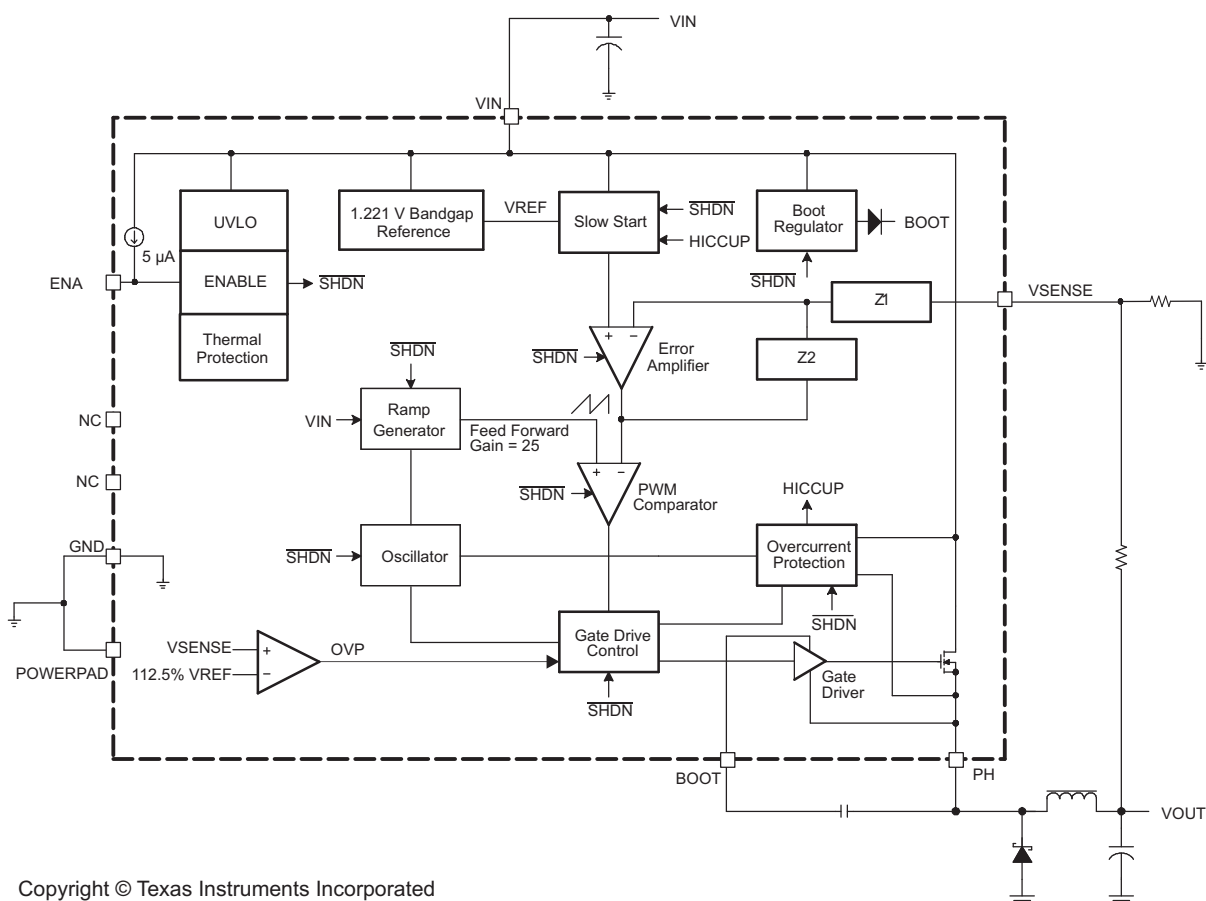 VIN
VIN
UVLO
1.221 V Bandgap
Reference
VREF
Slow Start
SHDN
HICCUP
Boot
Regulator
BOOT
5 µA
ENA
ENABLE
SHDN
SHDN
Z1
VSENSE
Thermal
Protection
SHDN
+
−
Error
Amplifier
Z2
SHDN
VIN
Ramp
Generator
Feed Forward
Gain = 25
NC
NC
+
−
SHDN
PWM
Comparator
HICCUP
GND
SHDN
Oscillator
Overcurrent
Protection
SHDN
VSENSE
+
OVP
Gate Drive
Control
POWERPAD
112.5% VREF
−
Gate
Driver
SHDN
BOOT
PH
VOUT
Copyright © Texas Instruments Incorporated